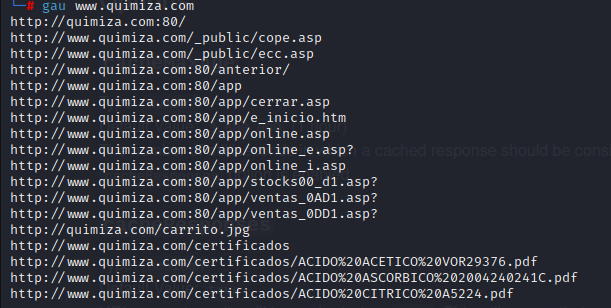 └─# gau www.quimiza.com
http://quimiza.com:80/
http://www.quimiza.com/_public/cope.asp
http://www.quimiza.com/_public/ecc.asp
http://www.quimiza.com:80/anterior/
http://www.quimiza.com:80/app
http://www.quimiza.com:80/app/cerrar.asp
http://www.quimiza.com:80/app/e_inicio.htm
http://www.quimiza.com:80/app/online.asp
http://www.quimiza.com:80/app/online_e.asp?
http://www.quimiza.com:80/app/online_i.asp
http://www.quimiza.com:80/app/stocks00_d1.asp?
http://www.quimiza.com:80/app/ventas_0AD1.asp?
http://www.quimiza.com:80/app/ventas_0DD1.asp?
http://quimiza.com/carrito.jpg
http://www.quimiza.com/certificados
http://www.quimiza.com/certificados/ACIDO%20ACETICO%20VOR29376.pdf
http://www.quimiza.com/certificados/ACIDO%20ASCORBICO%202004240241C.pdf
http://www.quimiza.com/certificados/ACIDO%20CITRICO%20A5224.pdf
a cached response should be consi